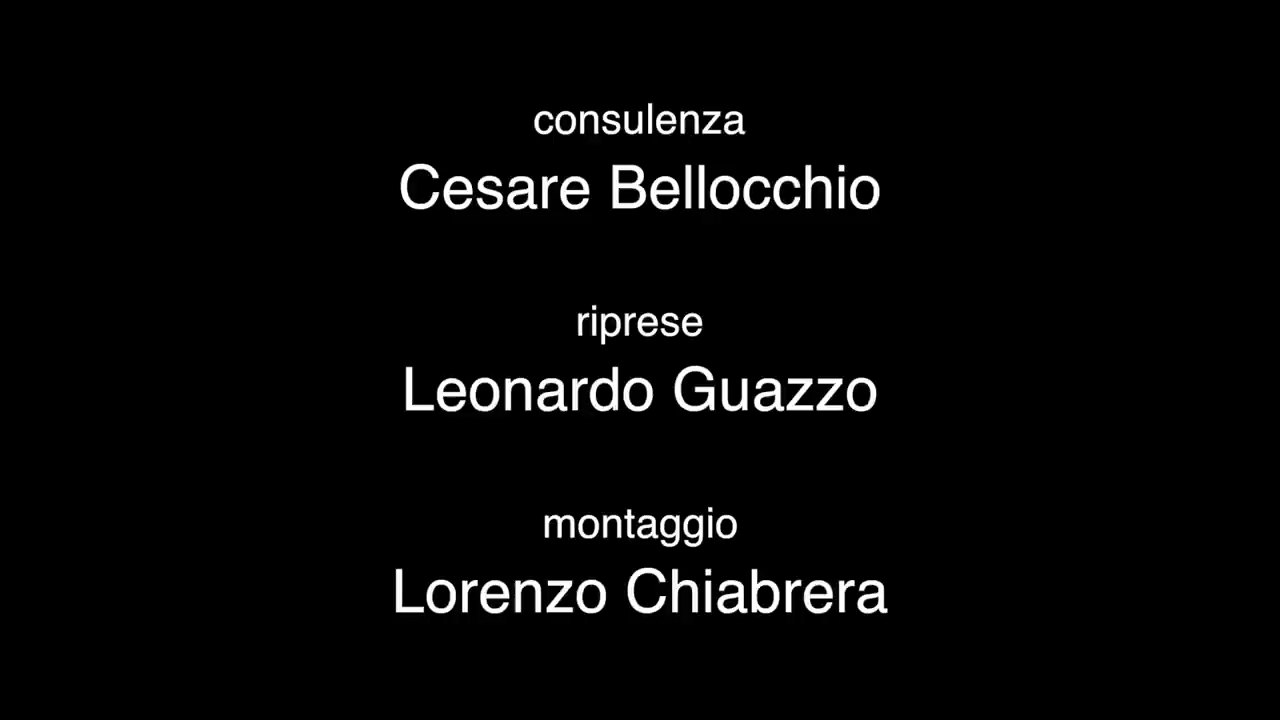 consulenza
Cesare Bellocchio
riprese
Leonardo Guazzo
montaggio
Lorenzo Chiabrera